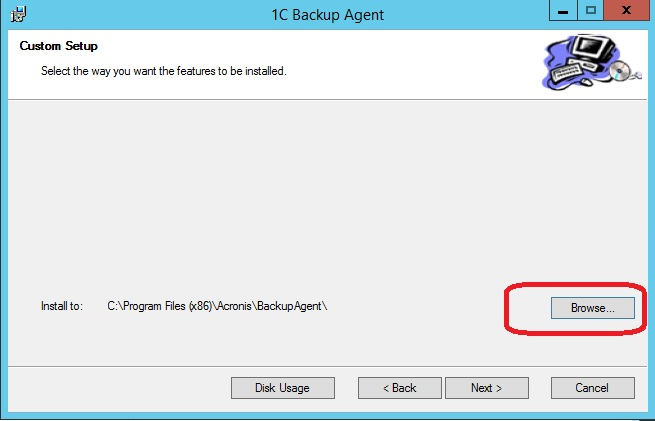 1C Backup Agent
Custom Setup
Select the way you want the features to be installed.
Install to: C:\Program Files (x86)\Acronis\BackupAgent\ Browse...
Disk Usage < Back Next > Cancel